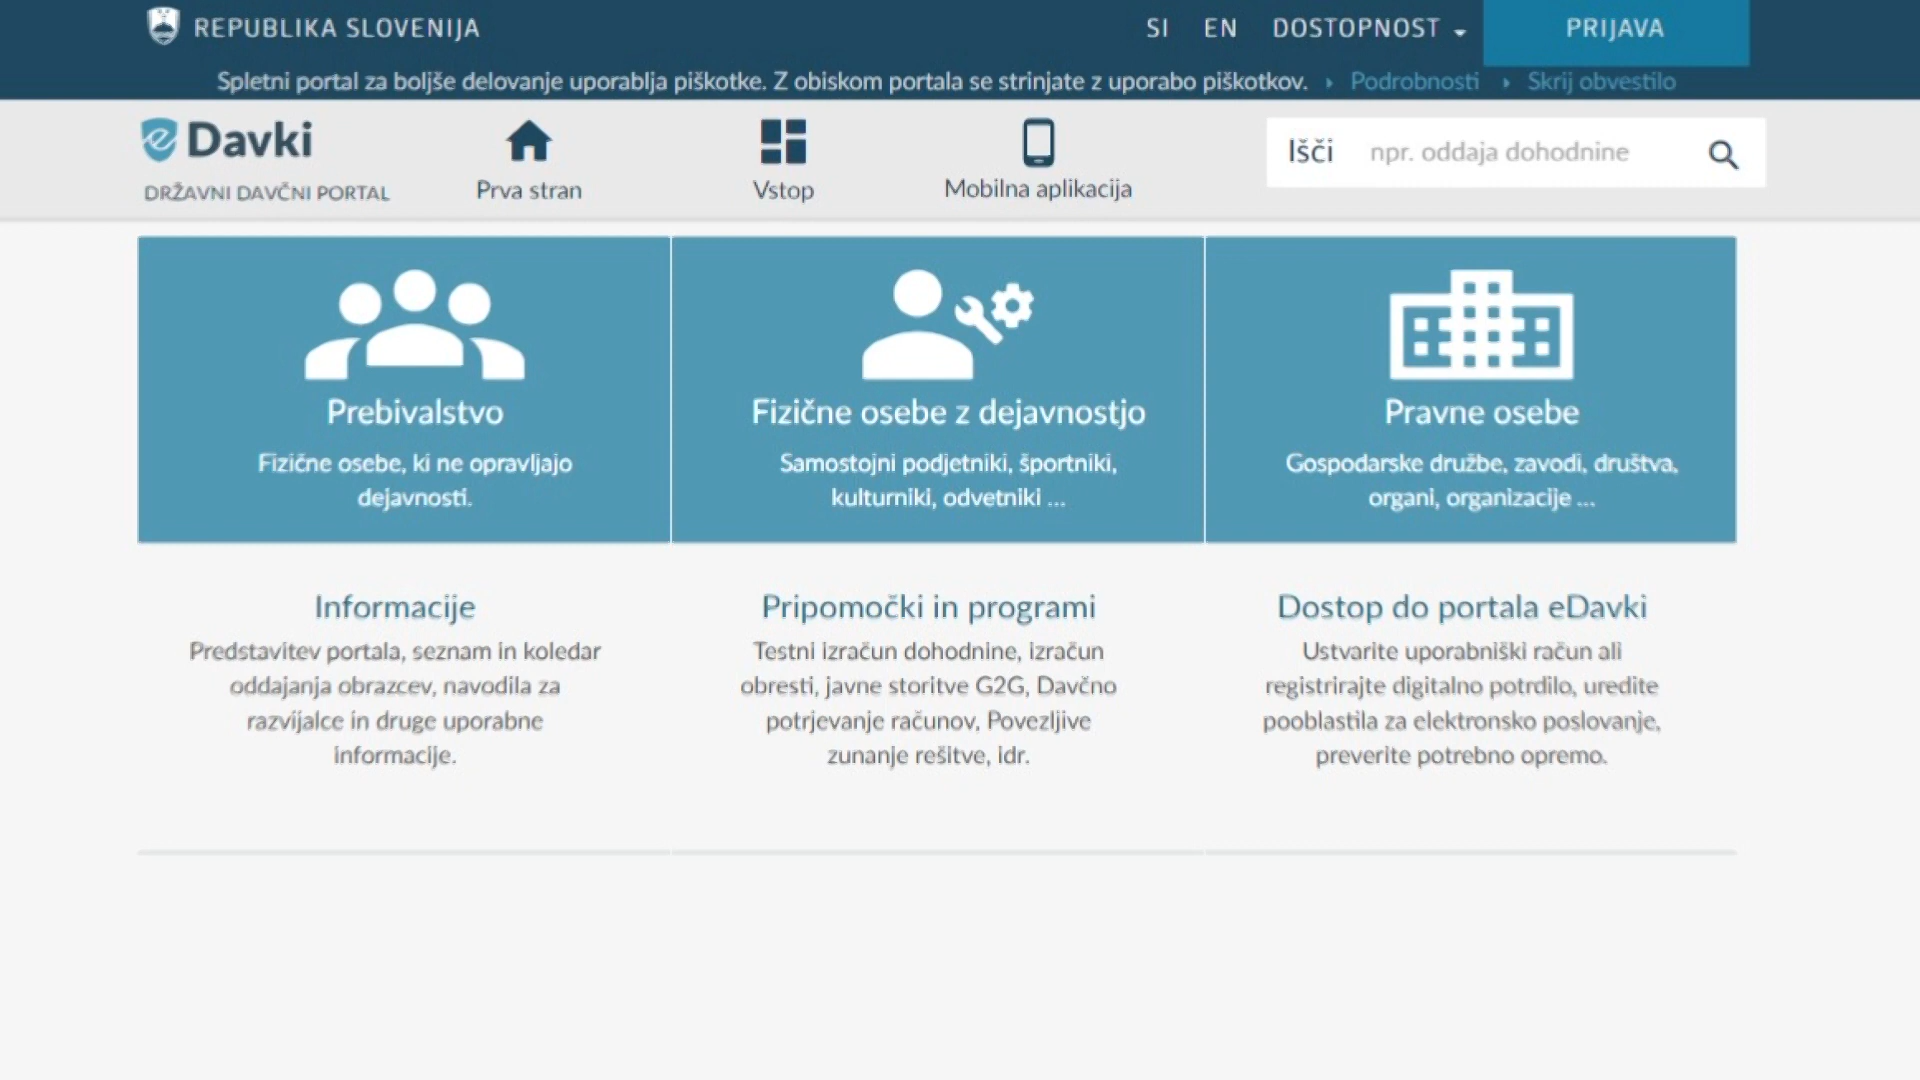 REPUBLIKA SLOVENIJA
SI EN DOSTOPNOST PRIJAVA
Spletni portal za boljše delovanje uporablja piškotke. Z obiskom portala se strinjate z uporabo piškotkov. Podrobnosti Skrij obvestilo
eDavki
DRŽAVNI DAVČNI PORTAL
Prva stran
Vstop
Mobilna aplikacija
Išči npr. oddaja dohodnine
Prebivalstvo
Fizične osebe, ki ne opravljajo
dejavnosti.
Fizične osebe z dejavnostjo
Samostojni podjetniki, športniki,
kulturniki, odvetniki ...
Pravne osebe
Gospodarske družbe, zavodi, društva,
organi, organizacije ...
Informacije
Predstavitev portala, seznam in koledar
oddajanja obrazcev, navodila za
razvijalce in druge uporabne
informacije.
Pripomočki in programi
Testni izračun dohodnine, izračun
obresti, javne storitve G2G, Davčno
potrjevanje računov, Povezljive
zunanje rešitve, idr.
Dostop do portala eDavki
Ustvarite uporabniški račun ali
registrirajte digitalno potrdilo, uredite
pooblastila za elektronsko poslovanje,
preverite potrebno opremo.